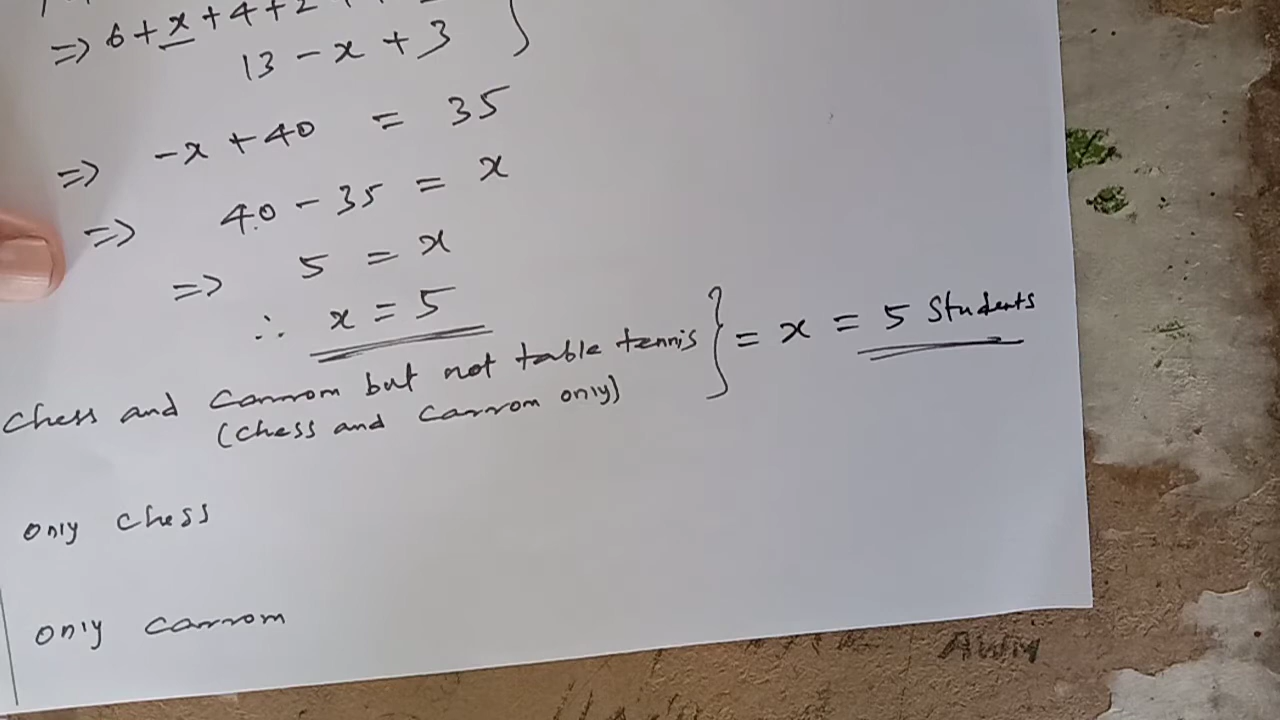 => 6 + x + 4 + 2
13 - x + 3 }
=> -x + 40 = 35
=> 40 - 35 = x
=> 5 = x
∴ x = 5
Chess and Carrom but not table tennis } = x = 5 Students
(Chess and Carrom only)
only chess
only carrom
AWM